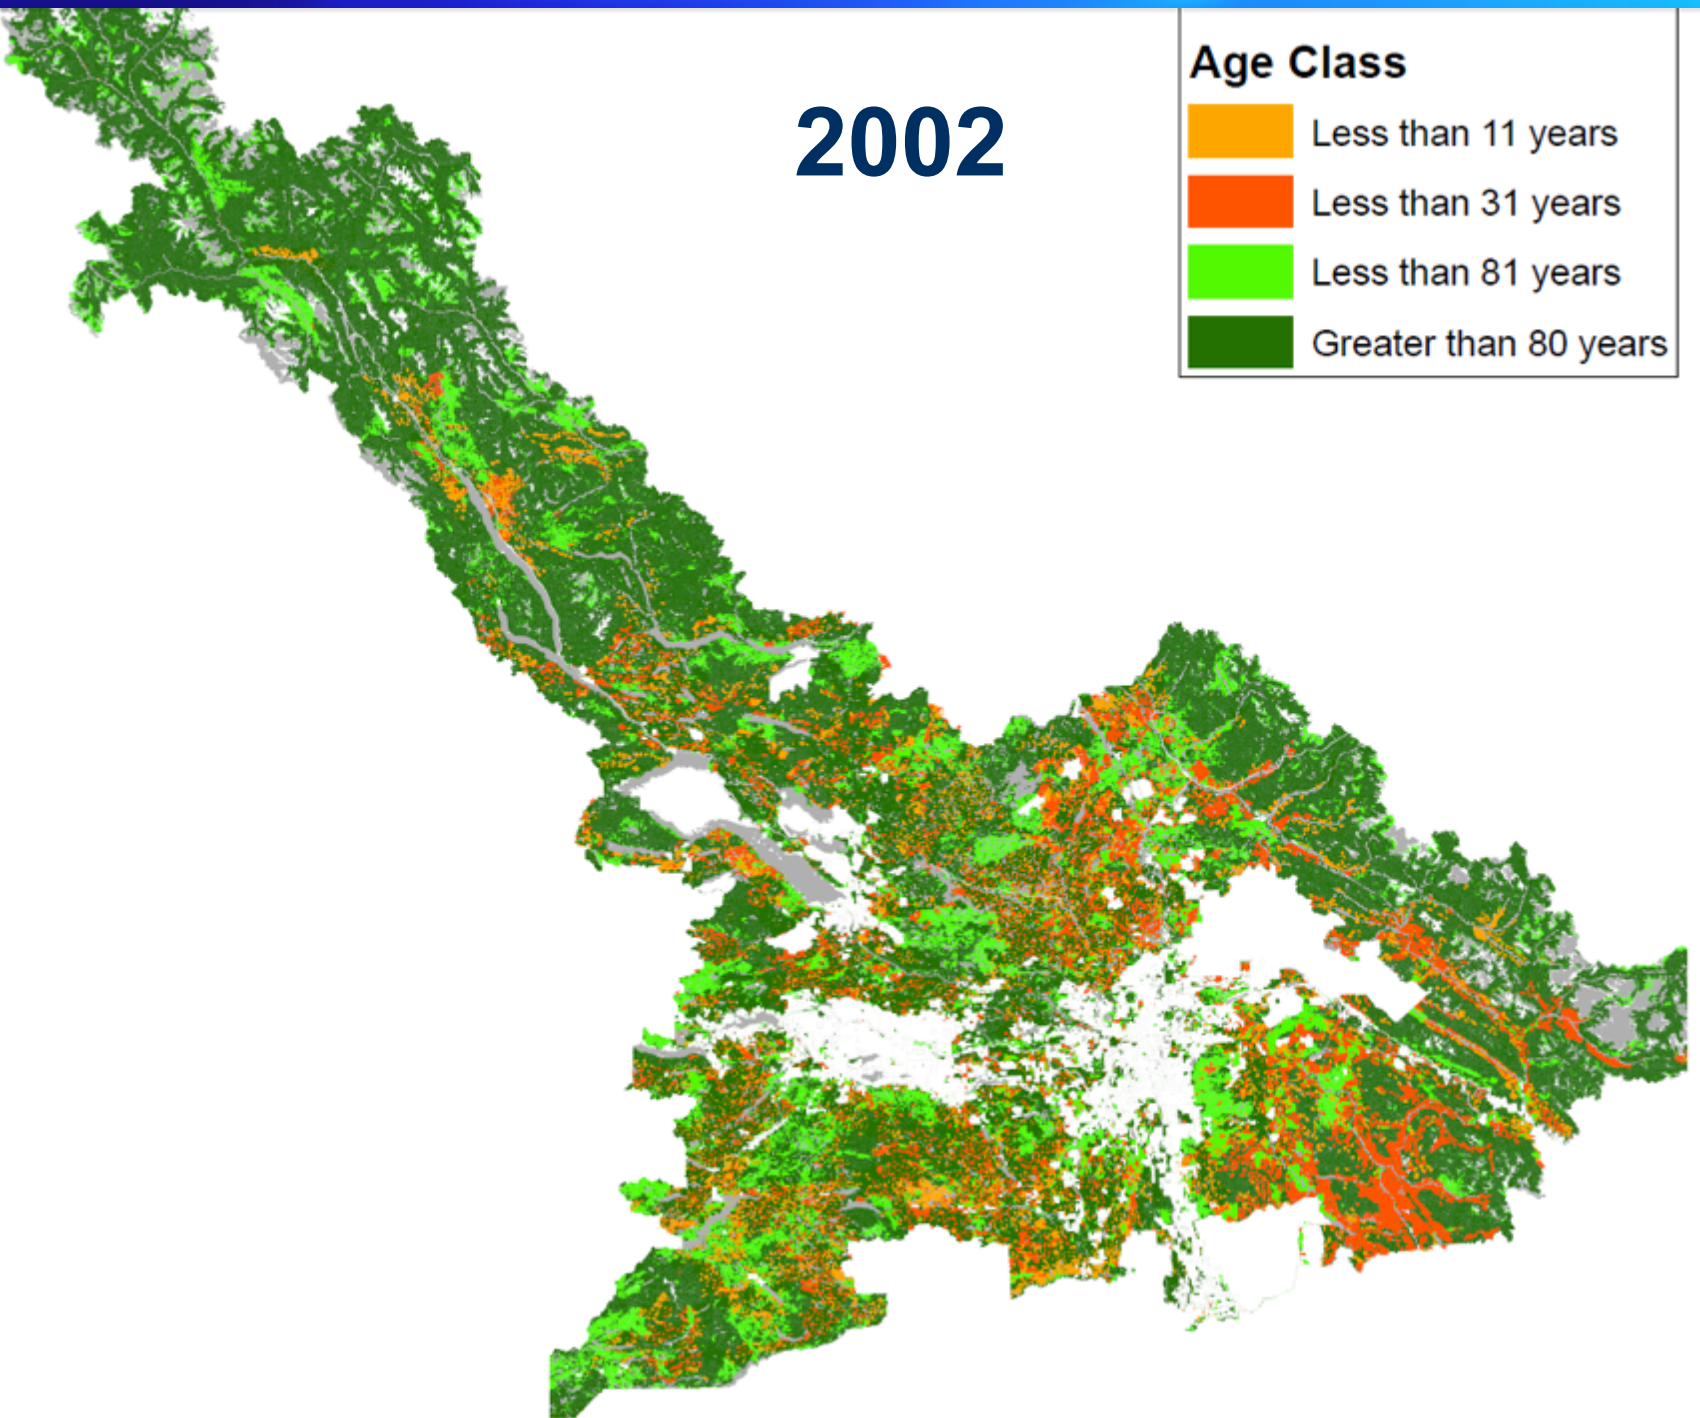 2002
Age Class
Less than 11 years
Less than 31 years
Less than 81 years
Greater than 80 years